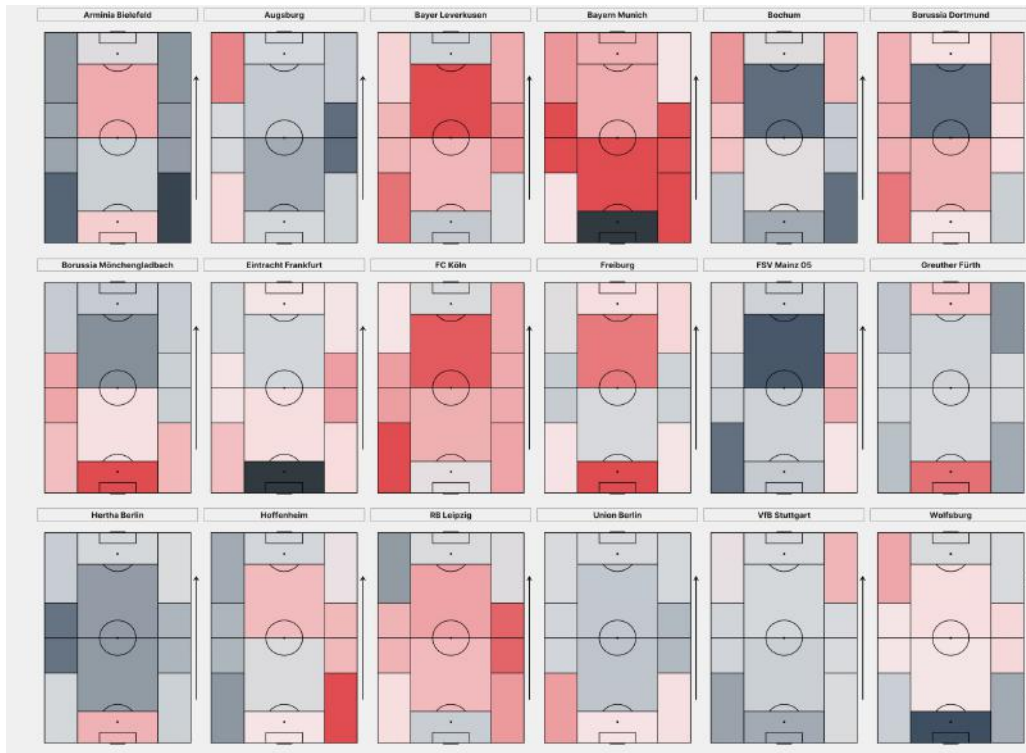 Arminia Bielefeld
Augsburg
Bayer Leverkusen
Bayern Munich
Bochum
Borussia Dortmund
Borussia Mönchengladbach
Eintracht Frankfurt
FC Köln
Freiburg
FSV Mainz 05
Greuther Fürth
Hertha Berlin
Hoffenheim
RB Leipzig
Union Berlin
VfB Stuttgart
Wolfsburg